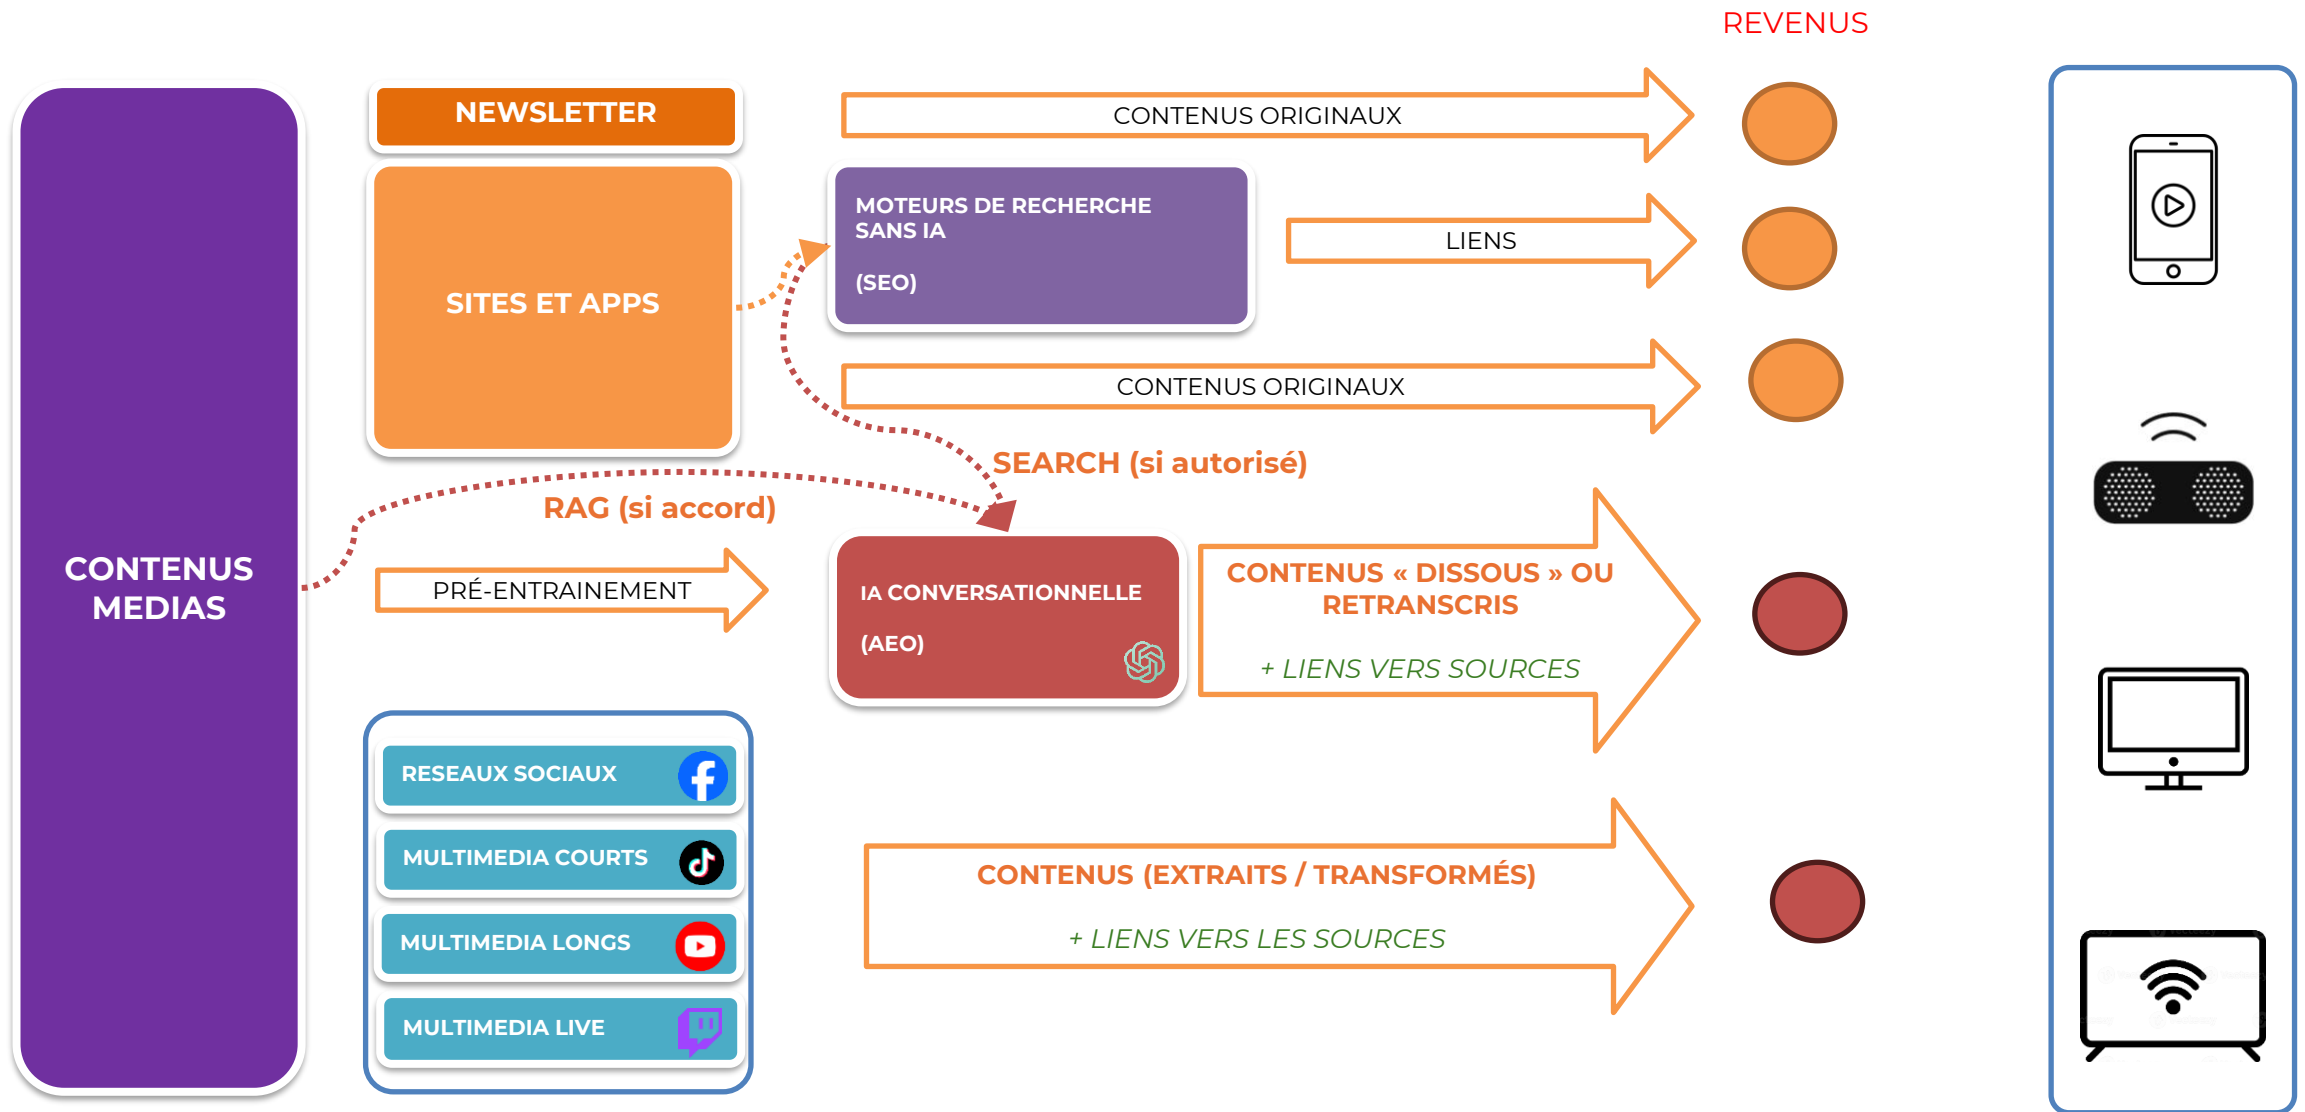 REVENUS
NEWSLETTER
CONTENUS ORIGINAUX
MOTEURS DE RECHERCHE
SANS IA
(SEO)
LIENS
SITES ET APPS
CONTENUS ORIGINAUX
SEARCH (si autorisé)
RAG (si accord)
CONTENUS
MEDIAS
PRÉ-ENTRAINEMENT
IA CONVERSATIONNELLE
(AEO)
CONTENUS « DISSOUS » OU
RETRANSCRIS
+ LIENS VERS SOURCES
RESEAUX SOCIAUX
MULTIMEDIA COURTS
MULTIMEDIA LONGS
MULTIMEDIA LIVE
CONTENUS (EXTRAITS / TRANSFORMÉS)
+ LIENS VERS LES SOURCES